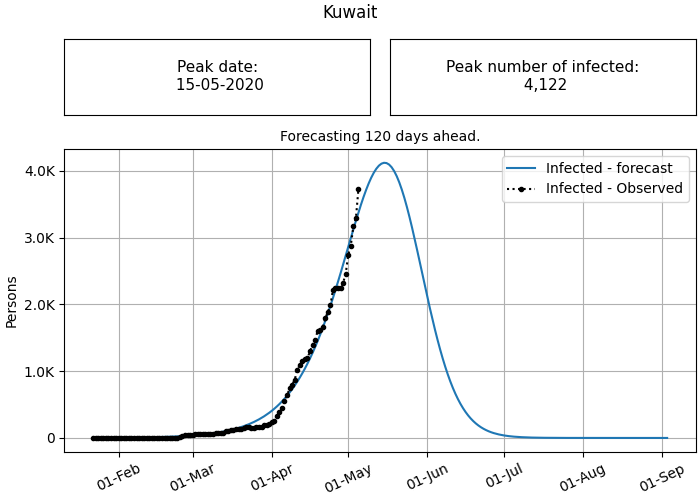 Kuwait
Peak date:
15-05-2020
Peak number of infected:
4,122
Forecasting 120 days ahead.
Infected - forecast
Infected - Observed
Persons
4.0K
3.0K
2.0K
1.0K
0
01-Feb
01-Mar
01-Apr
01-May
01-Jun
01-Jul
01-Aug
01-Sep